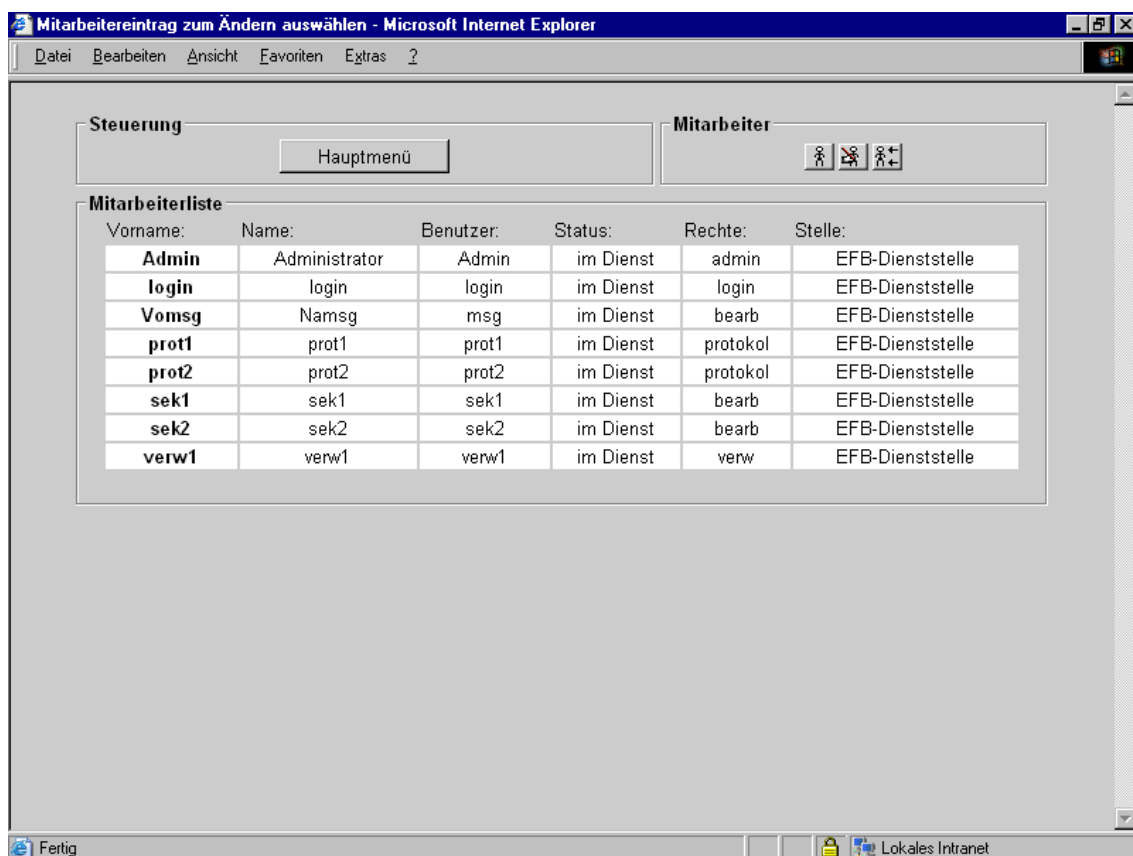 Mitarbeitereintrag zum Ändern auswählen - Microsoft Internet Explorer
Datei Bearbeiten Ansicht Favoriten Extras ?
Steuerung Mitarbeiter
Hauptmenü
Mitarbeiterliste
Vorname: Name: Benutzer: Status: Rechte: Stelle:
Admin Administrator Admin im Dienst admin EFB-Dienststelle
login login login im Dienst login EFB-Dienststelle
Vomsg Namsg msg im Dienst bearb EFB-Dienststelle
prot1 prot1 prot1 im Dienst protokol EFB-Dienststelle
prot2 prot2 prot2 im Dienst protokol EFB-Dienststelle
sek1 sek1 sek1 im Dienst bearb EFB-Dienststelle
sek2 sek2 sek2 im Dienst bearb EFB-Dienststelle
verw1 verw1 verw1 im Dienst verw EFB-Dienststelle
Fertig Lokales Intranet